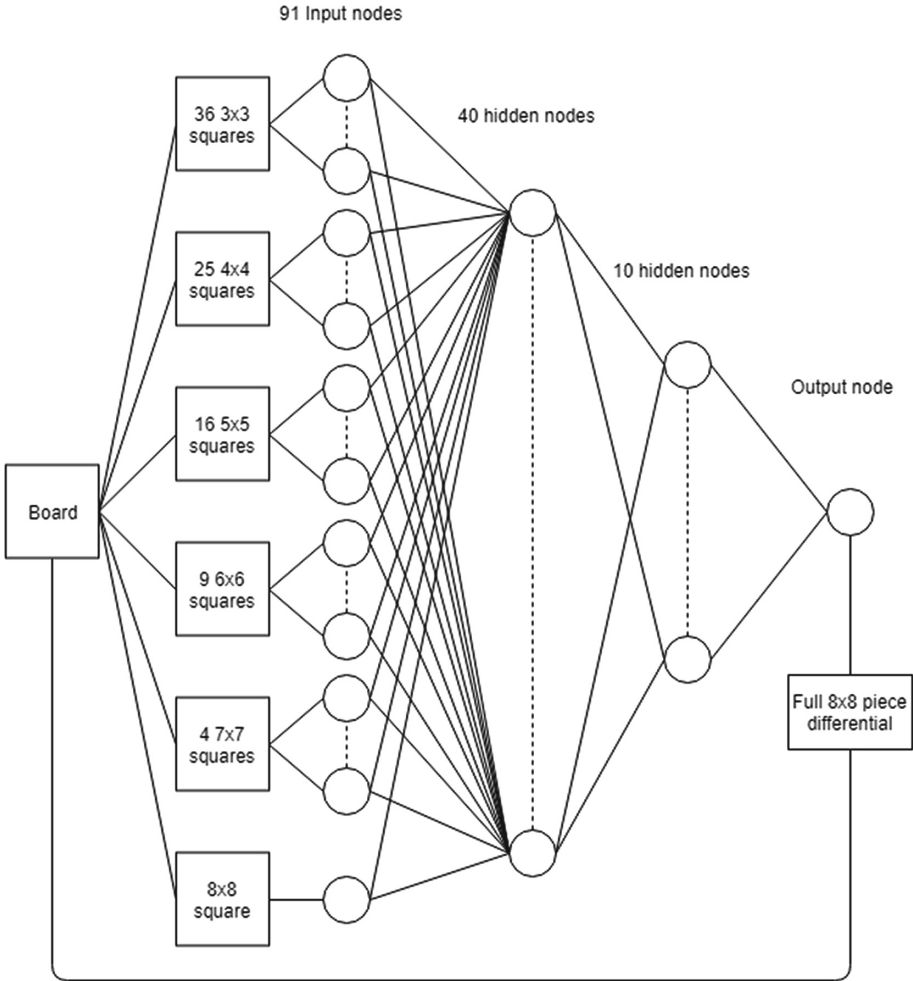 91 Input nodes
36 3x3
squares
40 hidden nodes
25 4x4
squares
10 hidden nodes
16 5x5
squares
Output node
Board
9 6x6
squares
4 7x7
squares
Full 8x8 piece
differential
8x8
square